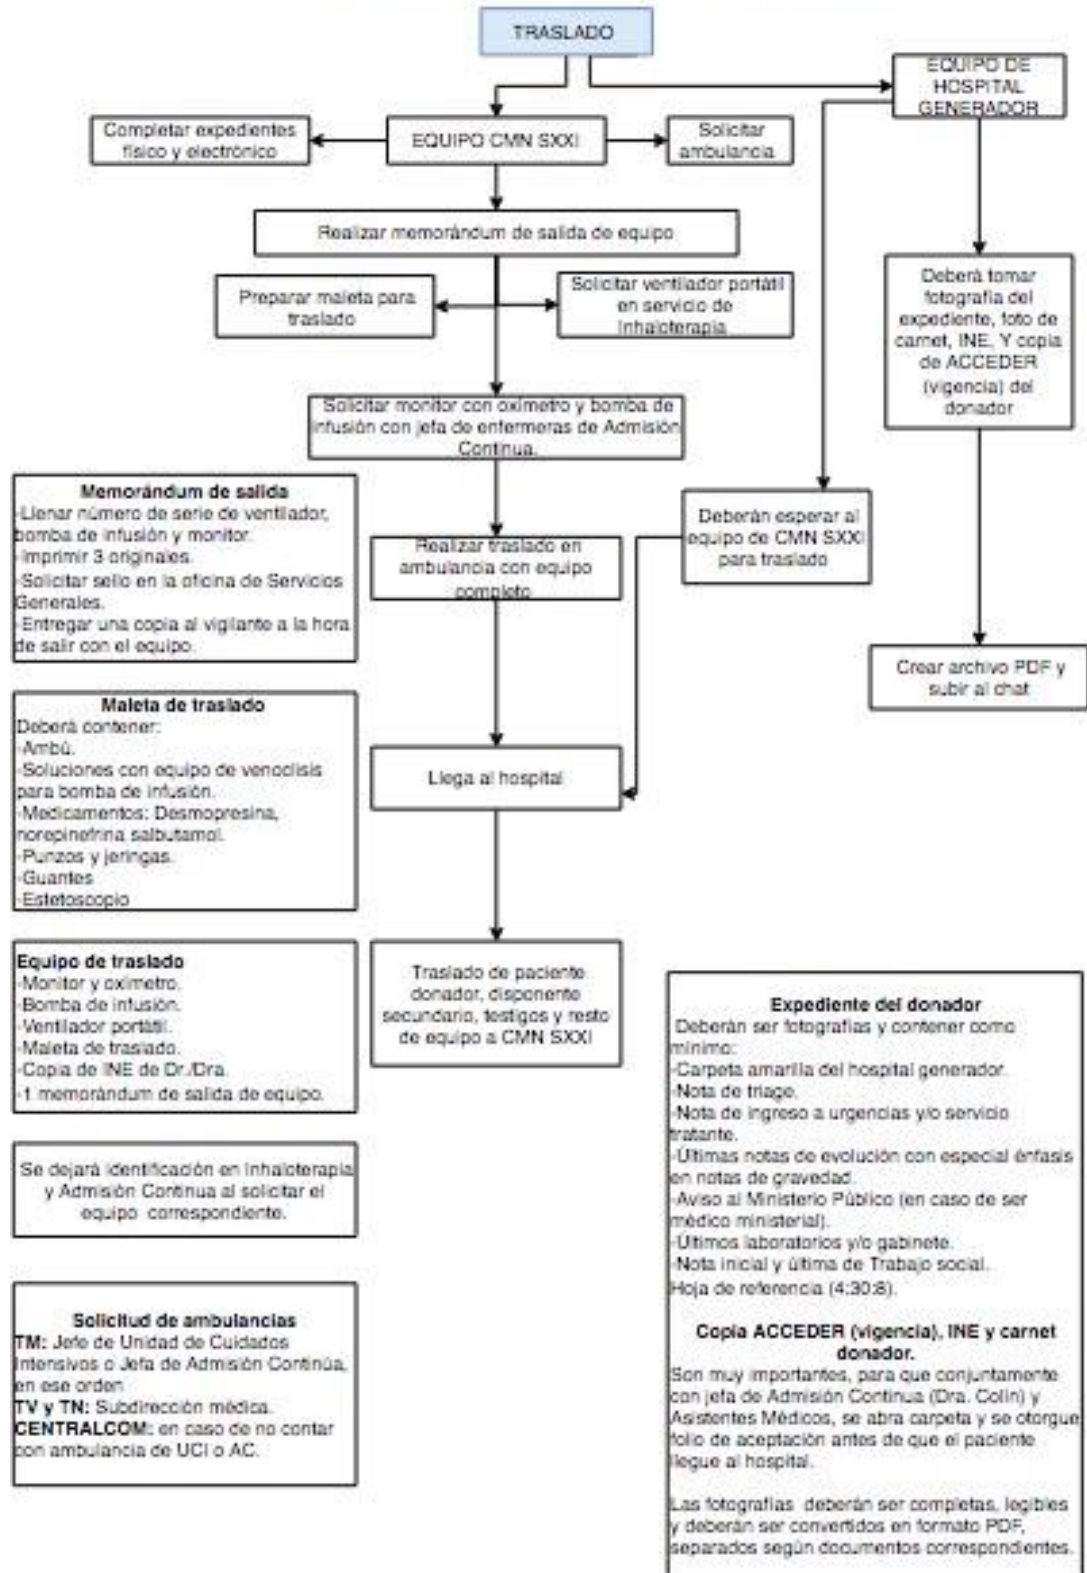 TRASLADO
EQUIPO DE
HOSPITAL
GENERADOR
Completar expedientes
físico y electrónico
EQUIPO CMN SXXI
Solicitar
ambulancia
Realizar memorándum de salida de equipo
Preparar maleta para
traslado
Solicitar ventilador portátil
en servicio de
Inhaloterapia
Deberá tomar
fotografía del
expediente, foto de
carnet, INE, Y copia
de ACCEDER
(vigencia) del
donador
Solicitar monitor con oxímetro y bomba de
infusión con jefa de enfermeras de Admisión
Continua.
Memorándum de salida
-Llenar número de serie de ventilador,
bomba de infusión y monitor.
-Imprimir 3 originales.
-Solicitar sello en la oficina de Servicios
Generales.
-Entregar una copia al vigilante a la hora
de salir con el equipo.
Realizar traslado en
ambulancia con equipo
completo
Deberán esperar al
equipo de CMN SXXI
para traslado
Crear archivo PDF y
subir al chat
Maleta de traslado
Deberá contener:
-Ambú.
-Soluciones con equipo de venoclisis
para bomba de infusión.
-Medicamentos: Desmopresina,
norepinefrina salbutamol.
-Punzos y jeringas.
-Guantes
-Estetoscopio
Llega al hospital
Equipo de traslado
-Monitor y oxímetro.
-Bomba de infusión.
-Ventilador portátil.
-Maleta de traslado.
-Copia de INE de Dr./Dra.
-1 memorándum de salida de equipo.
Traslado de paciente
donador, disponente
secundario, testigos y resto
de equipo a CMN SXXI
Se dejará identificación en Inhaloterapia
y Admisión Continua al solicitar el
equipo correspondiente.
Solicitud de ambulancias
TM: Jefe de Unidad de Cuidados
Intensivos o Jefa de Admisión Continúa,
en ese orden
TV y TN: Subdirección médica.
CENTRALCOM: en caso de no contar
con ambulancia de UCI o AC.
Expediente del donador
Deberán ser fotografías y contener como
mínimo:
-Carpeta amarilla del hospital generador.
-Nota de triage.
-Nota de ingreso a urgencias y/o servicio
tratante.
-Últimas notas de evolución con especial énfasis
en notas de gravedad.
-Aviso al Ministerio Público (en caso de ser
médico ministerial).
-Últimos laboratorios y/o gabinete.
-Nota inicial y última de Trabajo social.
Hoja de referencia (4:30:8).
Copia ACCEDER (vigencia), INE y carnet
donador.
Son muy importantes, para que conjuntamente
con jefa de Admisión Continua (Dra. Colín) y
Asistentes Médicos, se abra carpeta y se otorgue
folio de aceptación antes de que el paciente
llegue al hospital.
Las fotografías deberán ser completas, legibles
y deberán ser convertidos en formato PDF,
separados según documentos correspondientes.